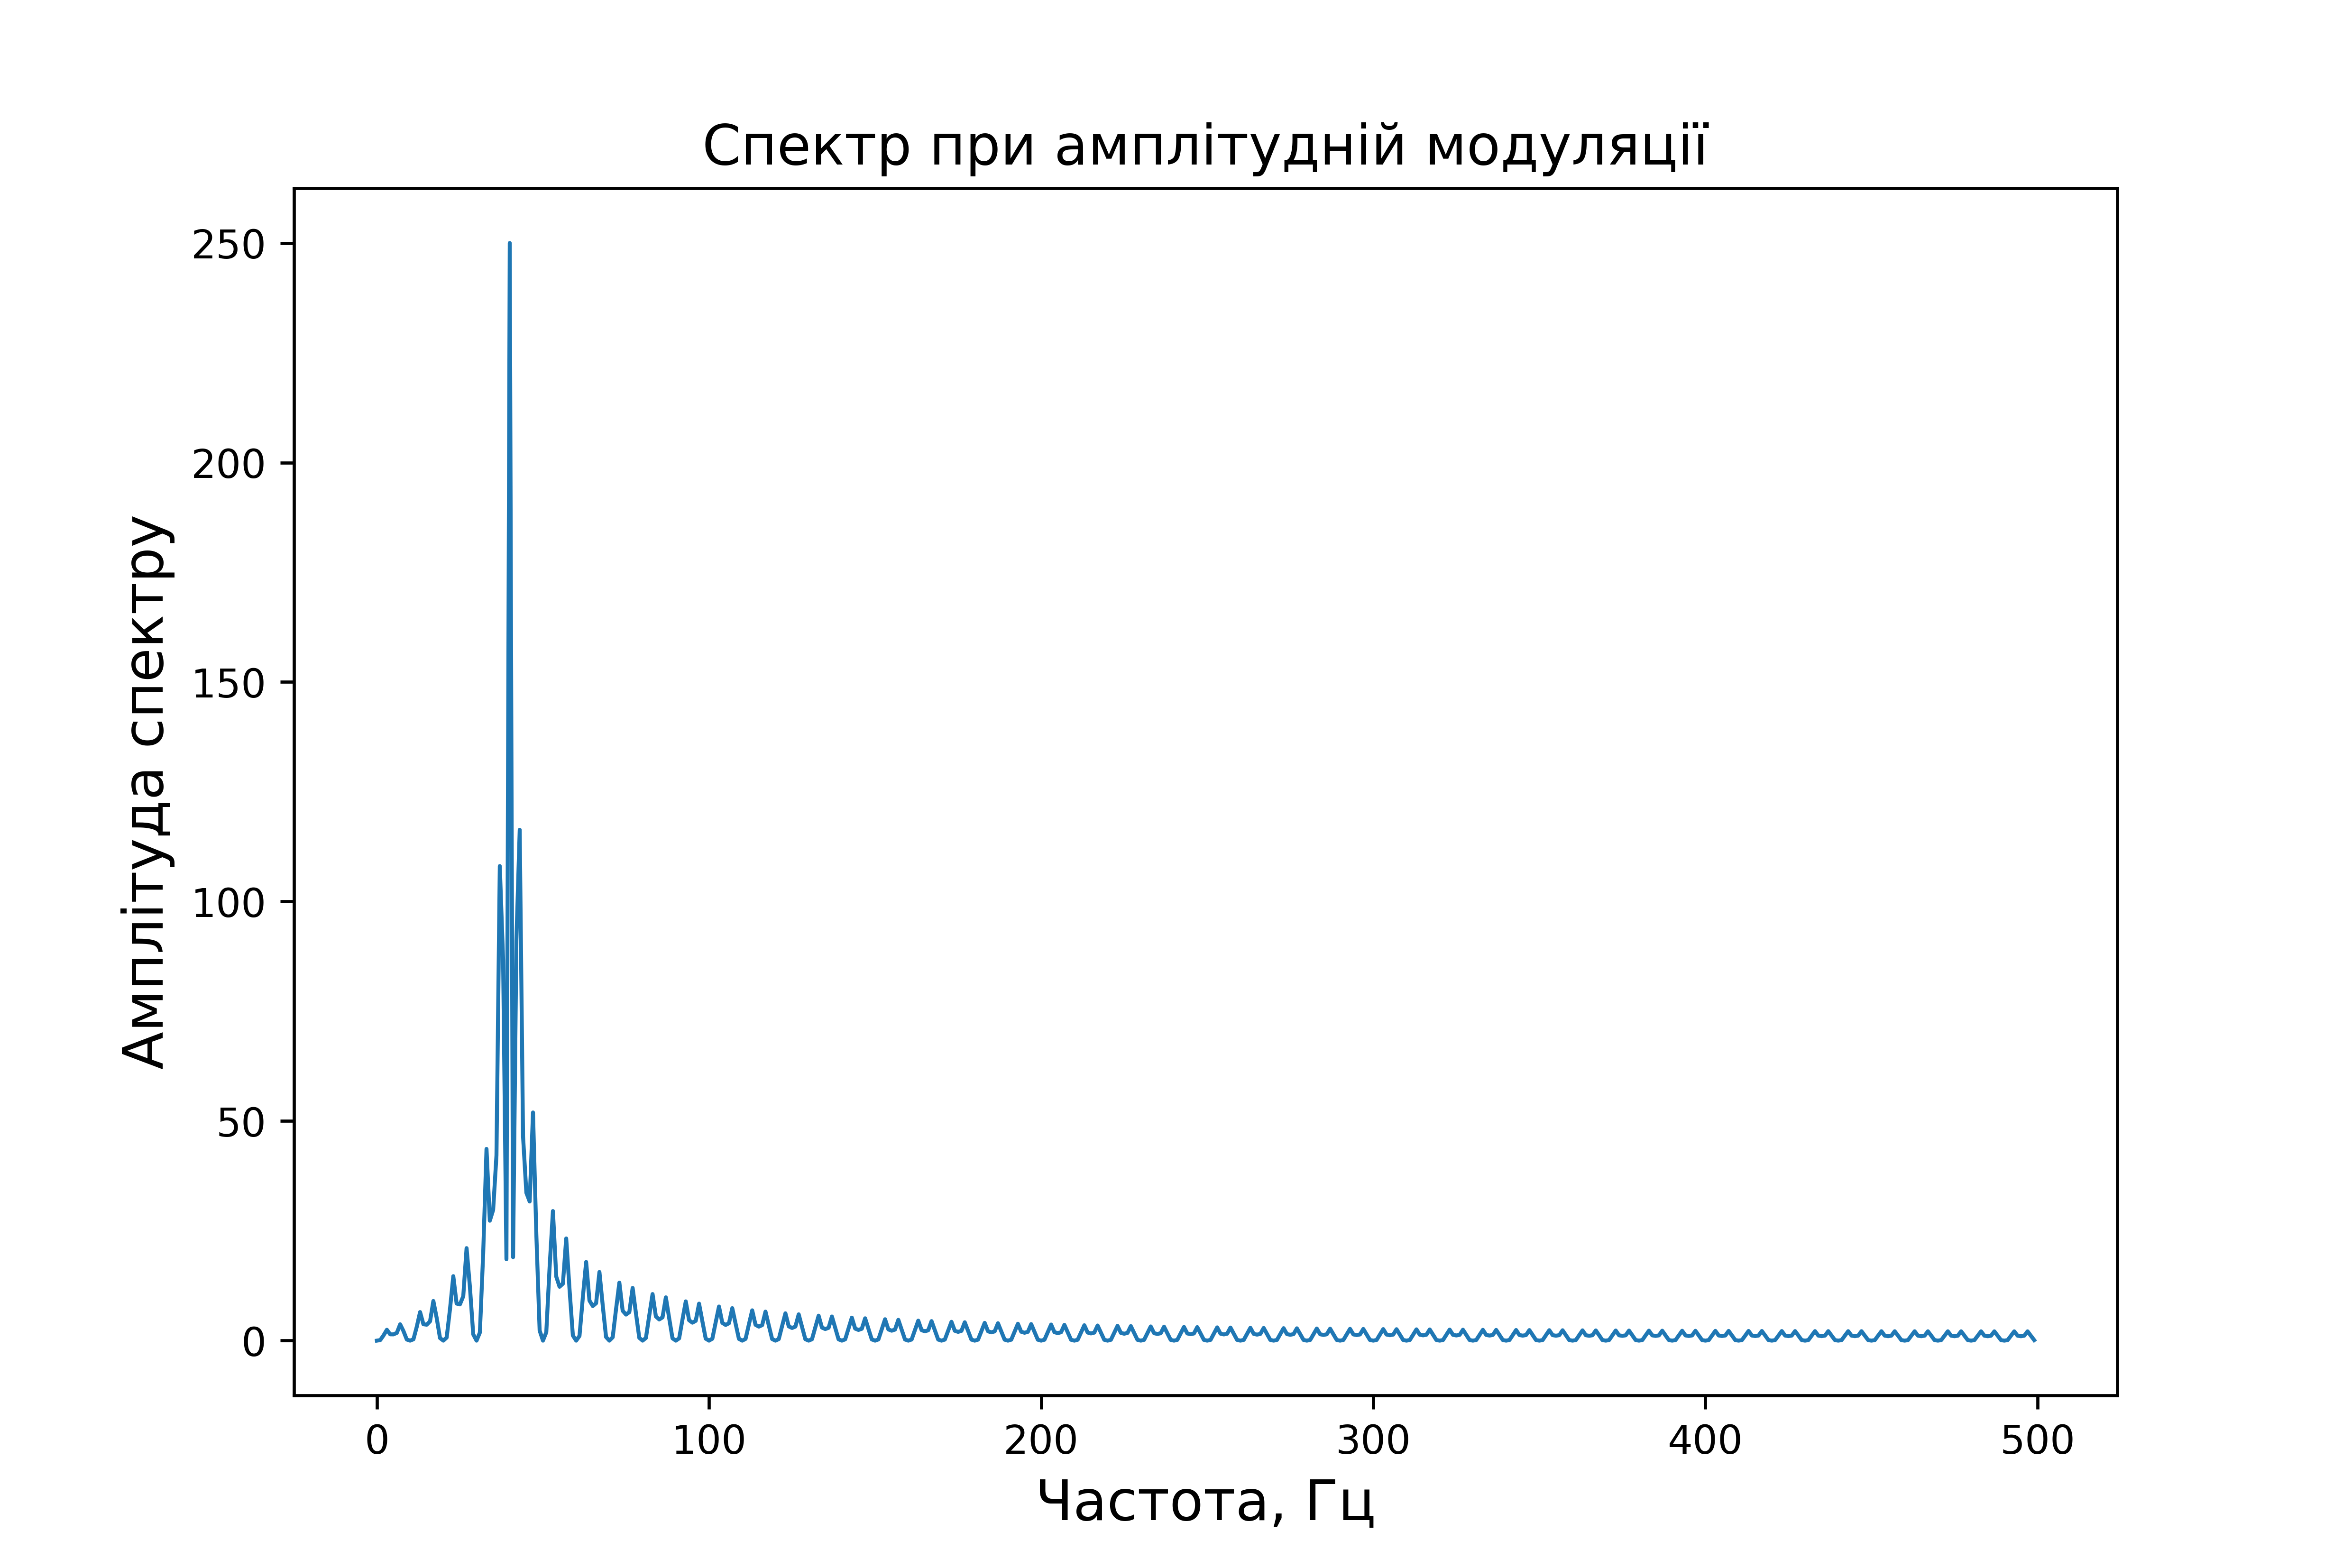 Спектр при амплітудній модуляції
Амплітуда спектру
250
200
150
100
50
0
0 100 200 300 400 500
Частота, Гц